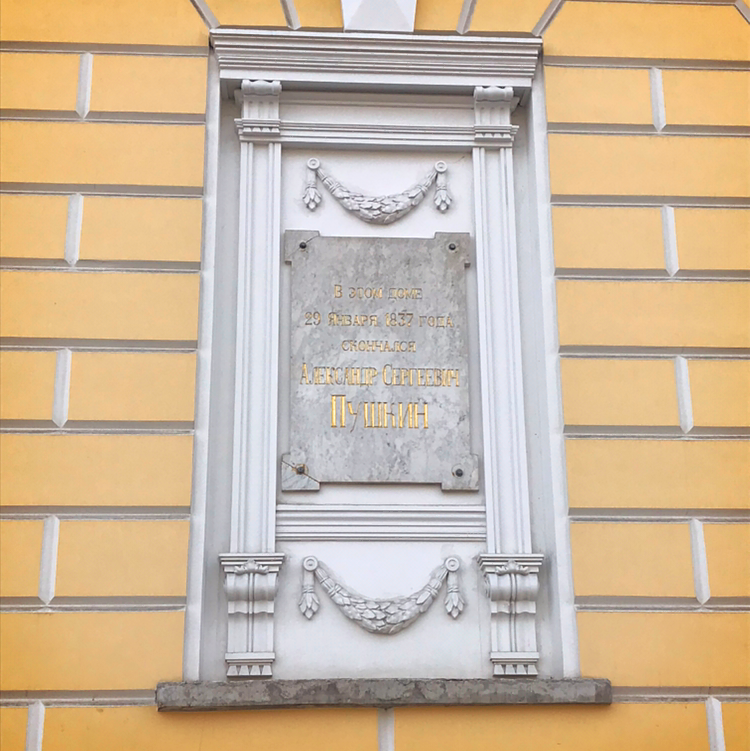 В этом доме
29 января 1837 года
скончался
Александр Сергеевич
Пушкин